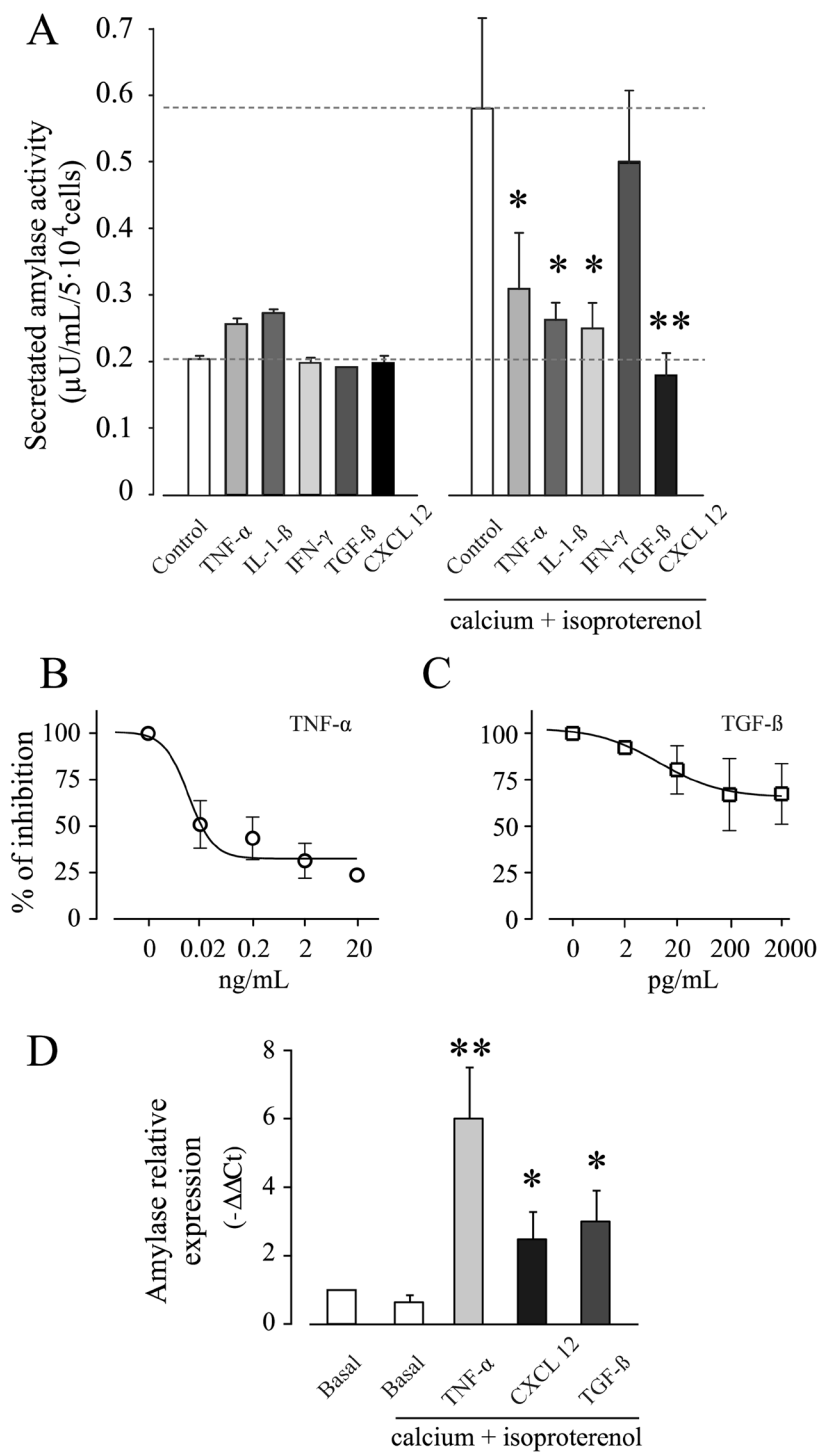 A
Secretated amylase activity
(µU/mL/5·10⁴cells)
0.7
0.6
0.5
0.4
0.3
0.2
0.1
0
*
*
*
**
Control
TNF-α
IL-1-ß
IFN-γ
TGF-ß
CXCL 12
Control
TNF-α
IL-1-ß
IFN-γ
TGF-ß
CXCL 12
calcium + isoproterenol
B
% of inhibition
100
75
50
25
0
TNF-α
0 0.02 0.2 2 20
ng/mL
C
100
75
50
25
0
TGF-ß
0 2 20 200 2000
pg/mL
D
Amylase relative
expression
(-ΔΔCt)
8
6
4
2
0
**
*
*
Basal
Basal
TNF-α
CXCL 12
TGF-ß
calcium + isoproterenol